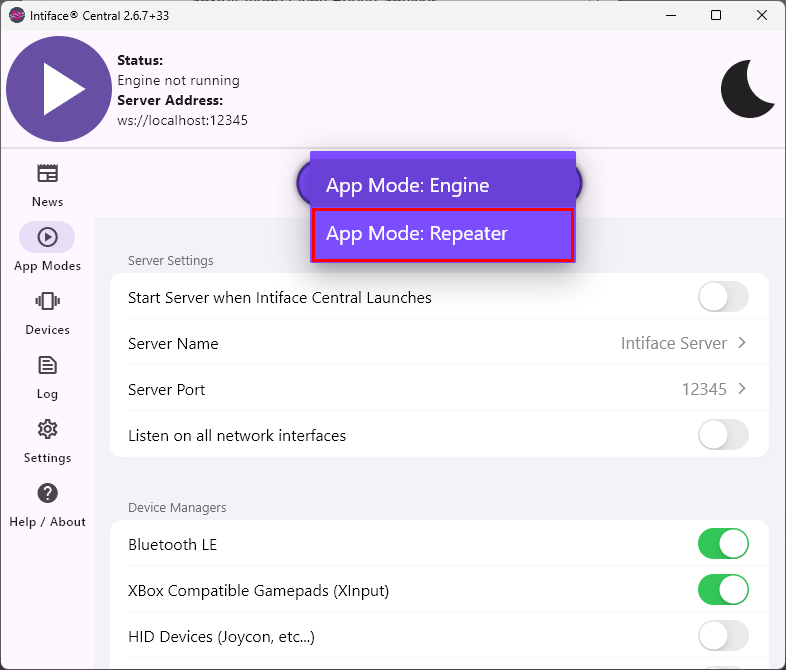 Intiface® Central 2.6.7+33
Status:
Engine not running
Server Address:
ws://localhost:12345
News
App Modes
Devices
Log
Settings
Help / About
App Mode: Engine
App Mode: Repeater
Server Settings
Start Server when Intiface Central Launches
Server Name Intiface Server
Server Port 12345
Listen on all network interfaces
Device Managers
Bluetooth LE
XBox Compatible Gamepads (XInput)
HID Devices (Joycon, etc...)